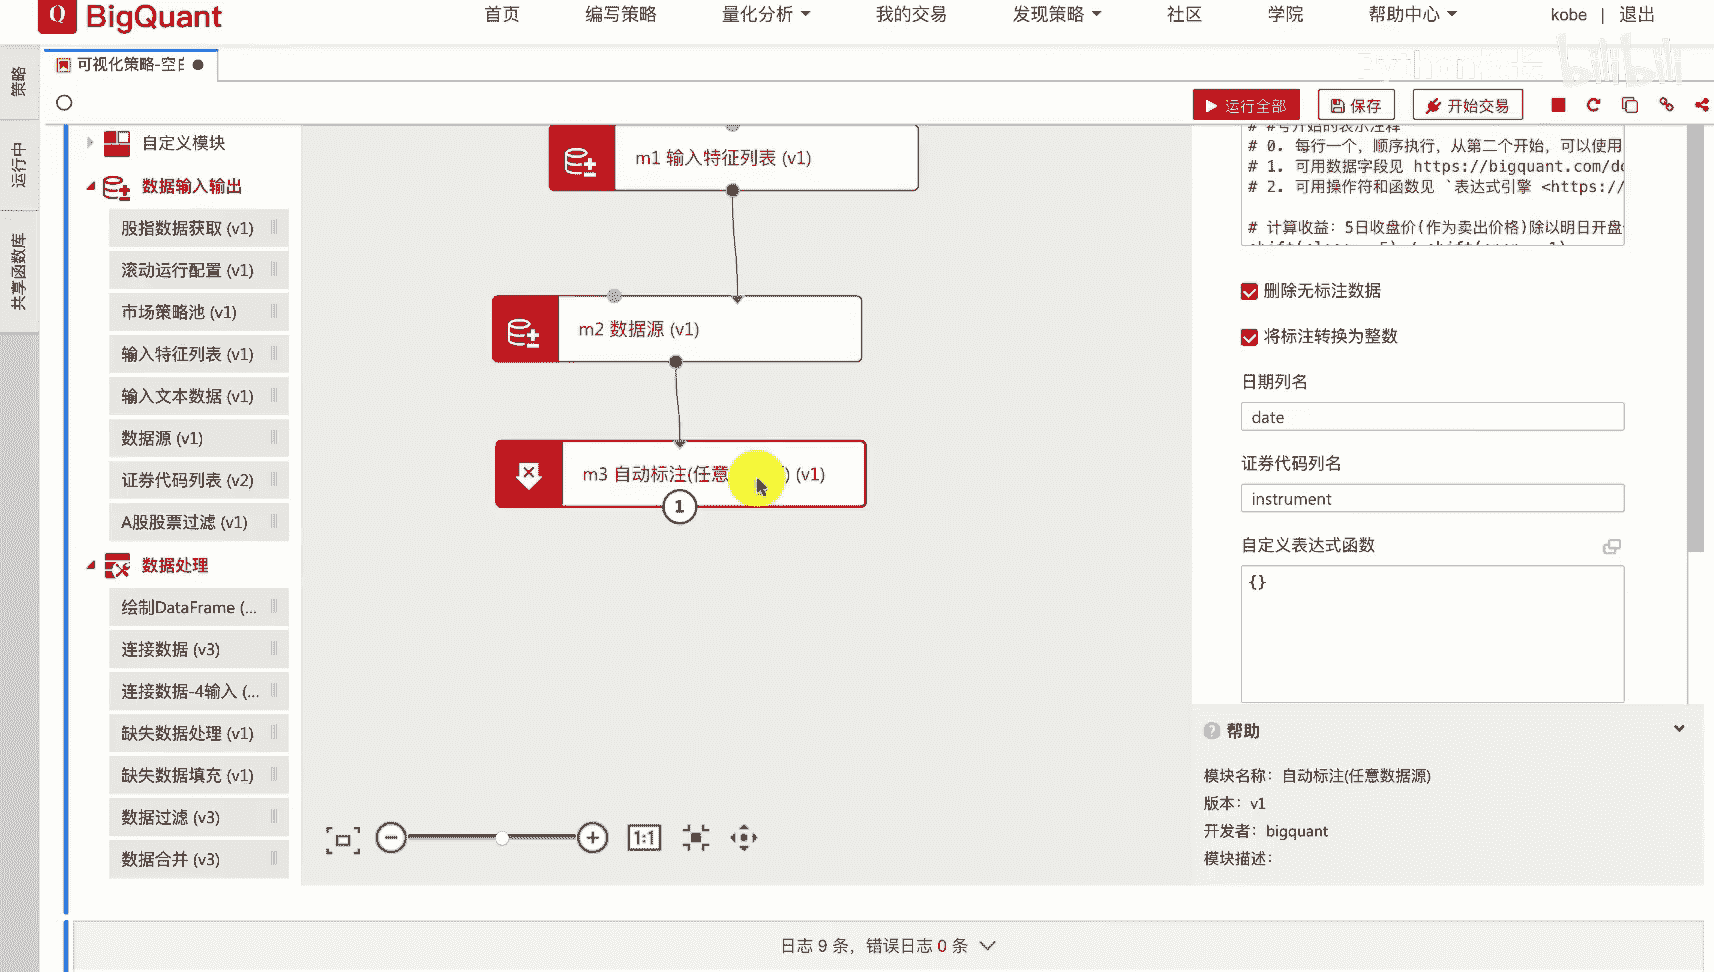 Q BigQuant
首页
编写策略
量化分析
我的交易
发现策略
社区
学院
帮助中心
kobe | 退出
策略
运行中
共享函数库
可视化策略-空白
bilibili
运行全部
保存
开始交易
自定义模块
数据输入输出
股指数据获取 (v1)
滚动运行配置 (v1)
市场策略池 (v1)
输入特征列表 (v1)
输入文本数据 (v1)
数据源 (v1)
证券代码列表 (v2)
A股股票过滤 (v1)
数据处理
绘制DataFrame (...
连接数据 (v3)
连接数据-4输入 (...
缺失数据处理 (v1)
缺失数据填充 (v1)
数据过滤 (v3)
数据合并 (v3)
m1 输入特征列表 (v1)
m2 数据源 (v1)
m3 自动标注(任意 ) (v1)
1
1:1
# #号开始的表示注释
# 0. 每行一个，顺序执行，从第二个开始，可以使用
# 1. 可用数据字段见 https://bigquant.com/de
# 2. 可用操作符和函数见 `表达式引擎 <https://
# 计算收益：5日收盘价(作为卖出价格)除以明日开盘
shift(close, -5) / shift(open, -1)
删除无标注数据
将标注转换为整数
日期列名
date
证券代码列名
instrument
自定义表达式函数
{}
? 帮助
模块名称：自动标注(任意数据源)
版本：v1
开发者：bigquant
模块描述：
日志 9 条，错误日志 0 条